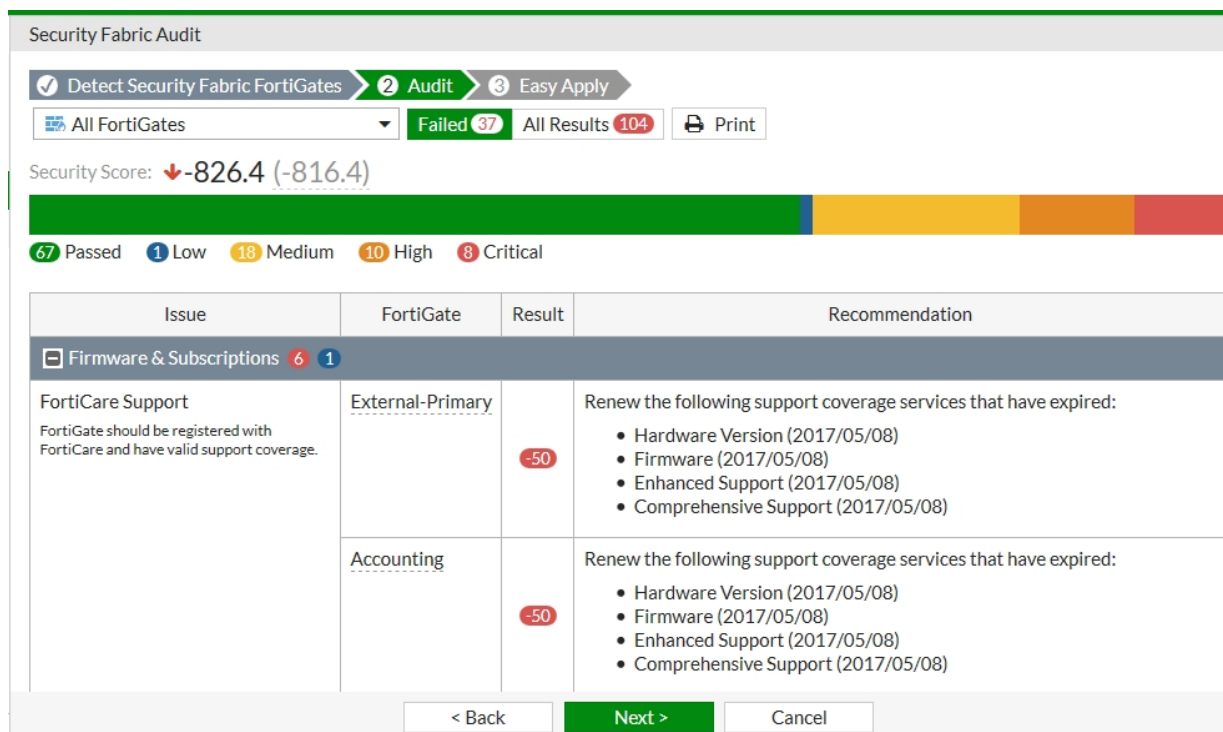 Security Fabric Audit
Detect Security Fabric FortiGates 2 Audit 3 Easy Apply
All FortiGates Failed 37 All Results 104 Print
Security Score: -826.4 (-816.4)
67 Passed 1 Low 18 Medium 10 High 8 Critical
Issue FortiGate Result Recommendation
Firmware & Subscriptions 6 1
FortiCare Support
FortiGate should be registered with
FortiCare and have valid support coverage.
External-Primary
-50
Renew the following support coverage services that have expired:
• Hardware Version (2017/05/08)
• Firmware (2017/05/08)
• Enhanced Support (2017/05/08)
• Comprehensive Support (2017/05/08)
Accounting
-50
Renew the following support coverage services that have expired:
• Hardware Version (2017/05/08)
• Firmware (2017/05/08)
• Enhanced Support (2017/05/08)
• Comprehensive Support (2017/05/08)
< Back Next > Cancel